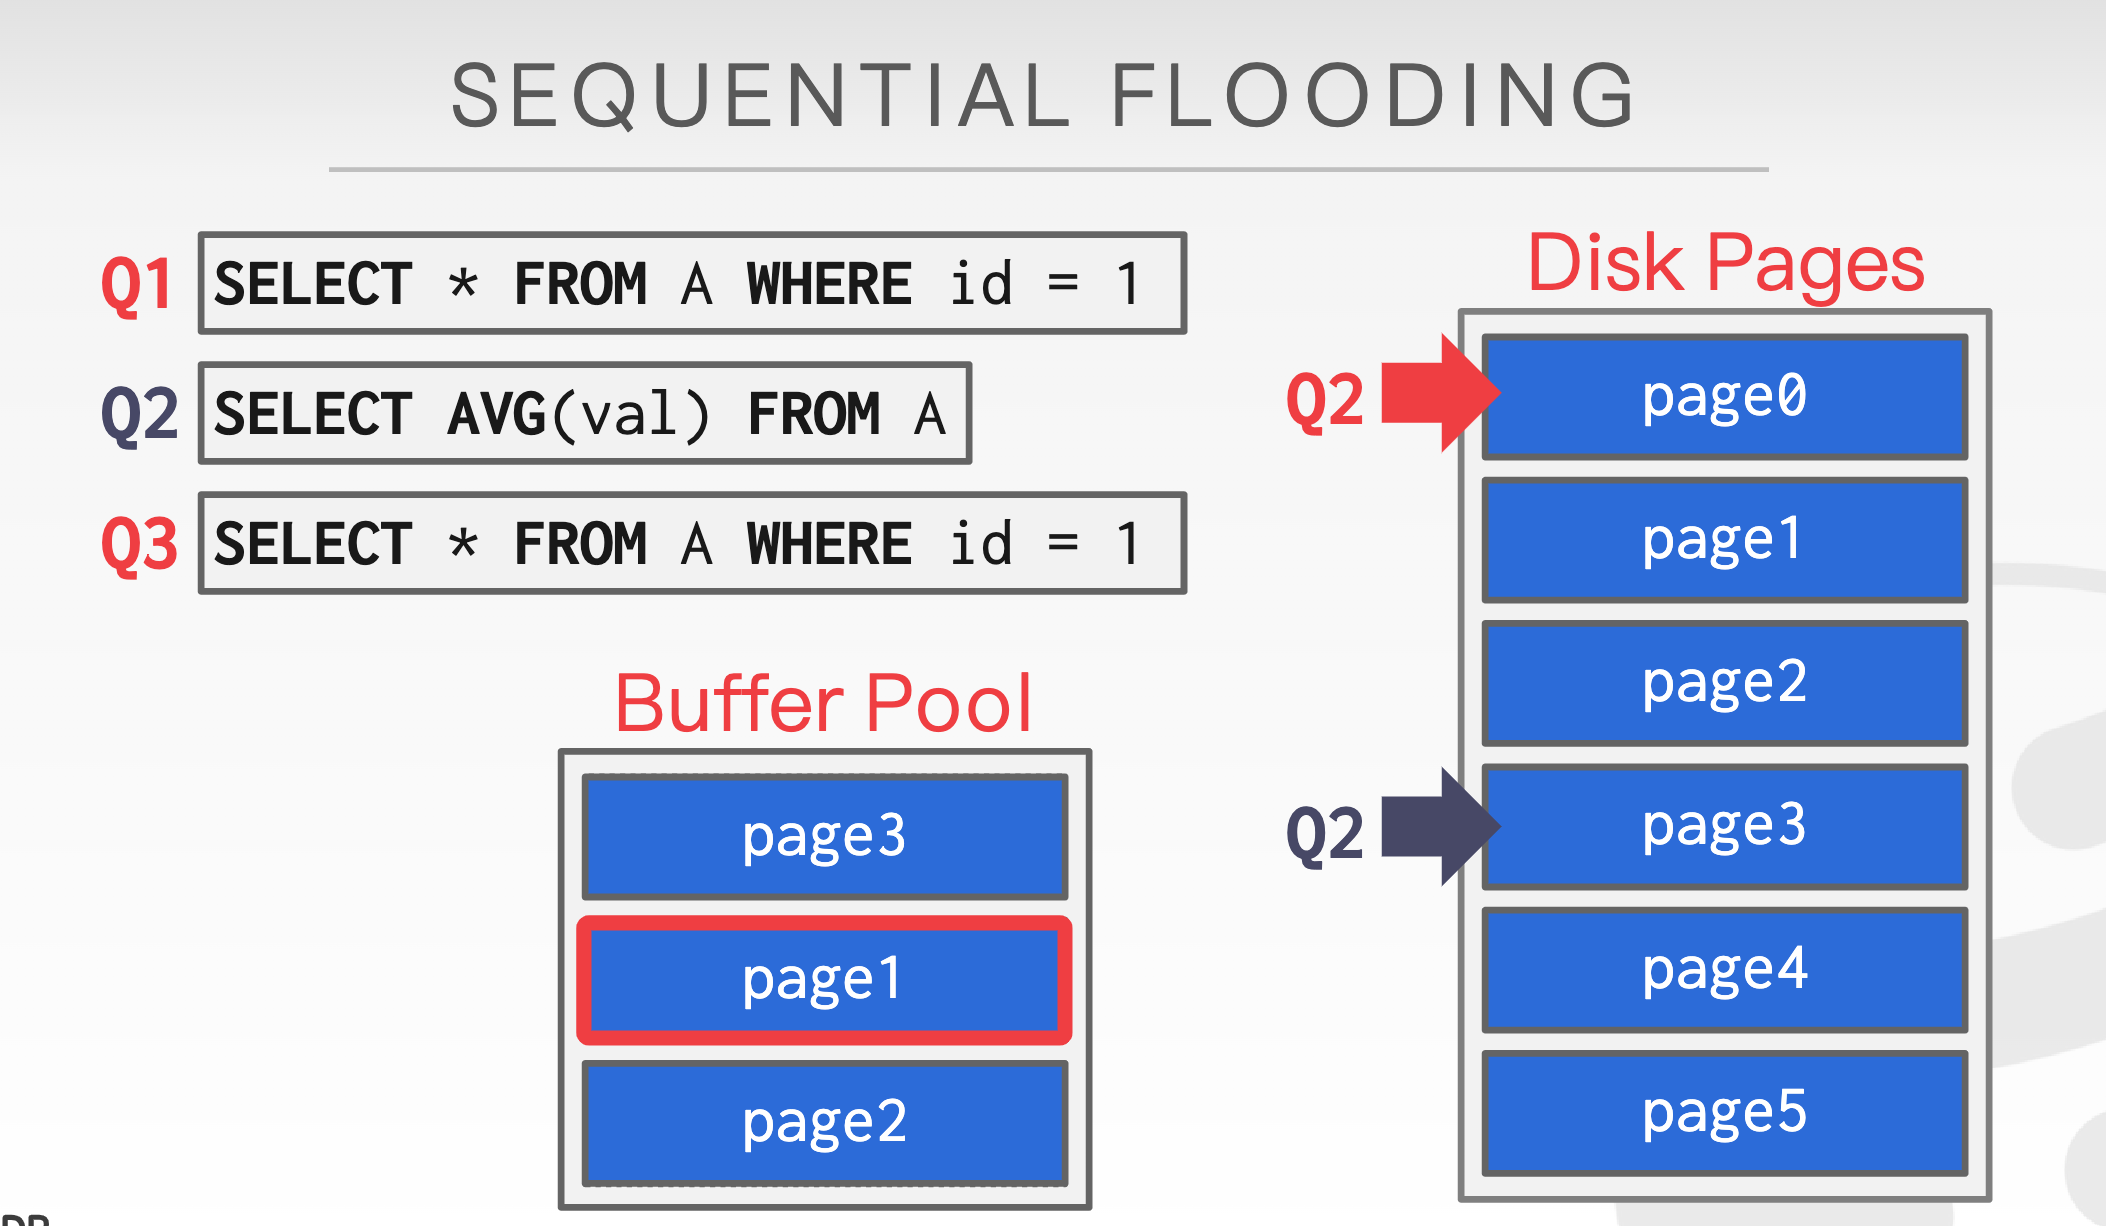 SEQUENTIAL FLOODING
Q1 SELECT * FROM A WHERE id = 1
Q2 SELECT AVG(val) FROM A
Q3 SELECT * FROM A WHERE id = 1
Buffer Pool
page3
page1
page2
Disk Pages
Q2 page0
page1
page2
Q2 page3
page4
page5